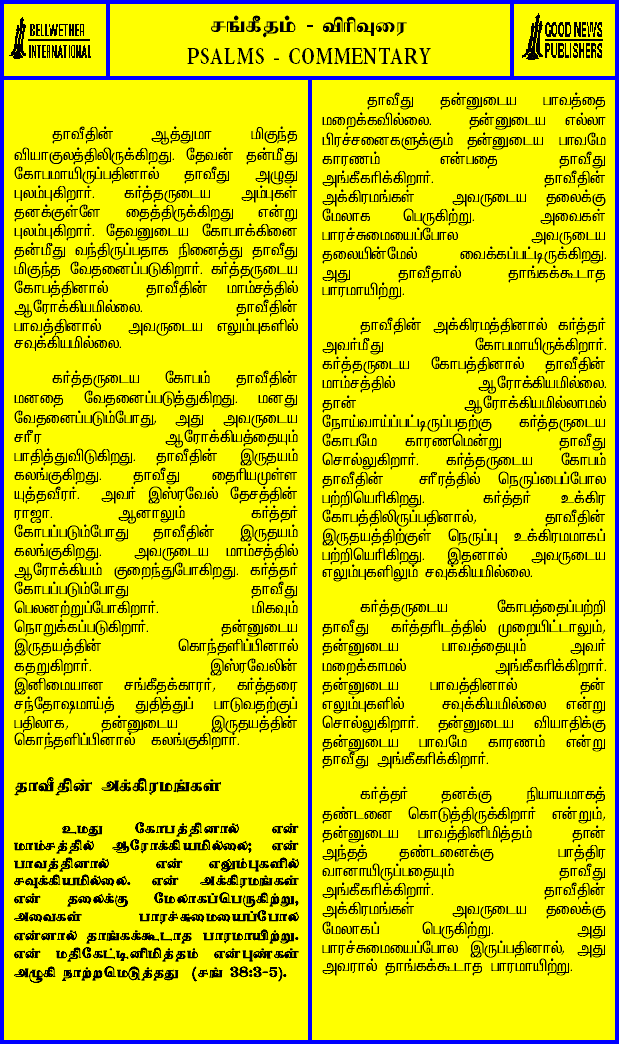 BELLWETHER
INTERNATIONAL
சங்கீதம் - விரிவுரை
PSALMS - COMMENTARY
GOOD NEWS
PUBLISHERS
தாவீதின் ஆத்துமா மிகுந்த
வியாகுலத்திலிருக்கிறது. தேவன் தன்மீது
கோபமாயிருப்பதினால் தாவீது அழுது
புலம்புகிறார். கர்த்தருடைய அம்புகள்
தனக்குள்ளே தைத்திருக்கிறது என்று
புலம்புகிறார். தேவனுடைய கோபாக்கினை
தன்மீது வந்திருப்பதாக நினைத்து தாவீது
மிகுந்த வேதனைப்படுகிறார். கர்த்தருடைய
கோபத்தினால் தாவீதின் மாம்சத்தில்
ஆரோக்கியமில்லை. தாவீதின்
பாவத்தினால் அவருடைய எலும்புகளில்
சவுக்கியமில்லை.
கர்த்தருடைய கோபம் தாவீதின்
மனதை வேதனைப்படுத்துகிறது. மனது
வேதனைப்படும்போது, அது அவருடைய
சரீர ஆரோக்கியத்தையும்
பாதித்துவிடுகிறது. தாவீதின் இருதயம்
கலங்குகிறது. தாவீது தைரியமுள்ள
யுத்தவீரர். அவர் இஸ்ரவேல் தேசத்தின்
ராஜா. ஆனாலும் கர்த்தர்
கோபப்படும்போது தாவீதின் இருதயம்
கலங்குகிறது. அவருடைய மாம்சத்தில்
ஆரோக்கியம் குறைந்துபோகிறது. கர்த்தர்
கோபப்படும்போது தாவீது
பெலனற்றுப்போகிறார். மிகவும்
நொறுக்கப்படுகிறார். தன்னுடைய
இருதயத்தின் கொந்தளிப்பினால்
கதறுகிறார். இஸ்ரவேலின்
இனிமையான சங்கீதக்காரர், கர்த்தரை
சந்தோஷமாய்த் துதித்துப் பாடுவதற்குப்
பதிலாக, தன்னுடைய இருதயத்தின்
கொந்தளிப்பினால் கலங்குகிறார்.
தாவீதின் அக்கிரமங்கள்
உமது கோபத்தினால் என்
மாம்சத்தில் ஆரோக்கியமில்லை; என்
பாவத்தினால் என் எலும்புகளில்
சவுக்கியமில்லை. என் அக்கிரமங்கள்
என் தலைக்கு மேலாகப்பெருகிற்று,
அவைகள் பாரச்சுமையைப்போல்
என்னால் தாங்கக்கூடாத பாரமாயிற்று.
என் மதிகேட்டினிமித்தம் என்புண்கள்
அழுகி நாற்றமெடுத்தது (சங் 38:3-5).
தாவீது தன்னுடைய பாவத்தை
மறைக்கவில்லை. தன்னுடைய எல்லா
பிரச்சனைகளுக்கும் தன்னுடைய பாவமே
காரணம் என்பதை தாவீது
அங்கீகரிக்கிறார். தாவீதின்
அக்கிரமங்கள் அவருடைய தலைக்கு
மேலாக பெருகிற்று. அவைகள்
பாரச்சுமையைப்போல அவருடைய
தலையின்மேல் வைக்கப்பட்டிருக்கிறது.
அது தாவீதால் தாங்கக்கூடாத
பாரமாயிற்று.
தாவீதின் அக்கிரமத்தினால் கர்த்தர்
அவர்மீது கோபமாயிருக்கிறார்.
கர்த்தருடைய கோபத்தினால் தாவீதின்
மாம்சத்தில் ஆரோக்கியமில்லை.
தான் ஆரோக்கியமில்லாமல்
நோய்வாய்ப்பட்டிருப்பதற்கு கர்த்தருடைய
கோபமே காரணமென்று தாவீது
சொல்லுகிறார். கர்த்தருடைய கோபம்
தாவீதின் சரீரத்தில் நெருப்பைப்போல
பற்றியெரிகிறது. கர்த்தர் உக்கிர
கோபத்திலிருப்பதினால், தாவீதின்
இருதயத்திற்குள் நெருப்பு உக்கிரமமாகப்
பற்றியெரிகிறது. இதனால் அவருடைய
எலும்புகளிலும் சவுக்கியமில்லை.
கர்த்தருடைய கோபத்தைப்பற்றி
தாவீது கர்த்தரிடத்தில் முறையிட்டாலும்,
தன்னுடைய பாவத்தையும் அவர்
மறைக்காமல் அங்கீகரிக்கிறார்.
தன்னுடைய பாவத்தினால் தன்
எலும்புகளில் சவுக்கியமில்லை என்று
சொல்லுகிறார். தன்னுடைய வியாதிக்கு
தன்னுடைய பாவமே காரணம் என்று
தாவீது அங்கீகரிக்கிறார்.
கர்த்தர் தனக்கு நியாயமாகத்
தண்டனை கொடுத்திருக்கிறார் என்றும்,
தன்னுடைய பாவத்தினிமித்தம் தான்
அந்தத் தண்டனைக்கு பாத்திர
வானாயிருப்பதையும் தாவீது
அங்கீகரிக்கிறார். தாவீதின்
அக்கிரமங்கள் அவருடைய தலைக்கு
மேலாகப் பெருகிற்று. அது
பாரச்சுமையைப்போல இருப்பதினால், அது
அவரால் தாங்கக்கூடாத பாரமாயிற்று.